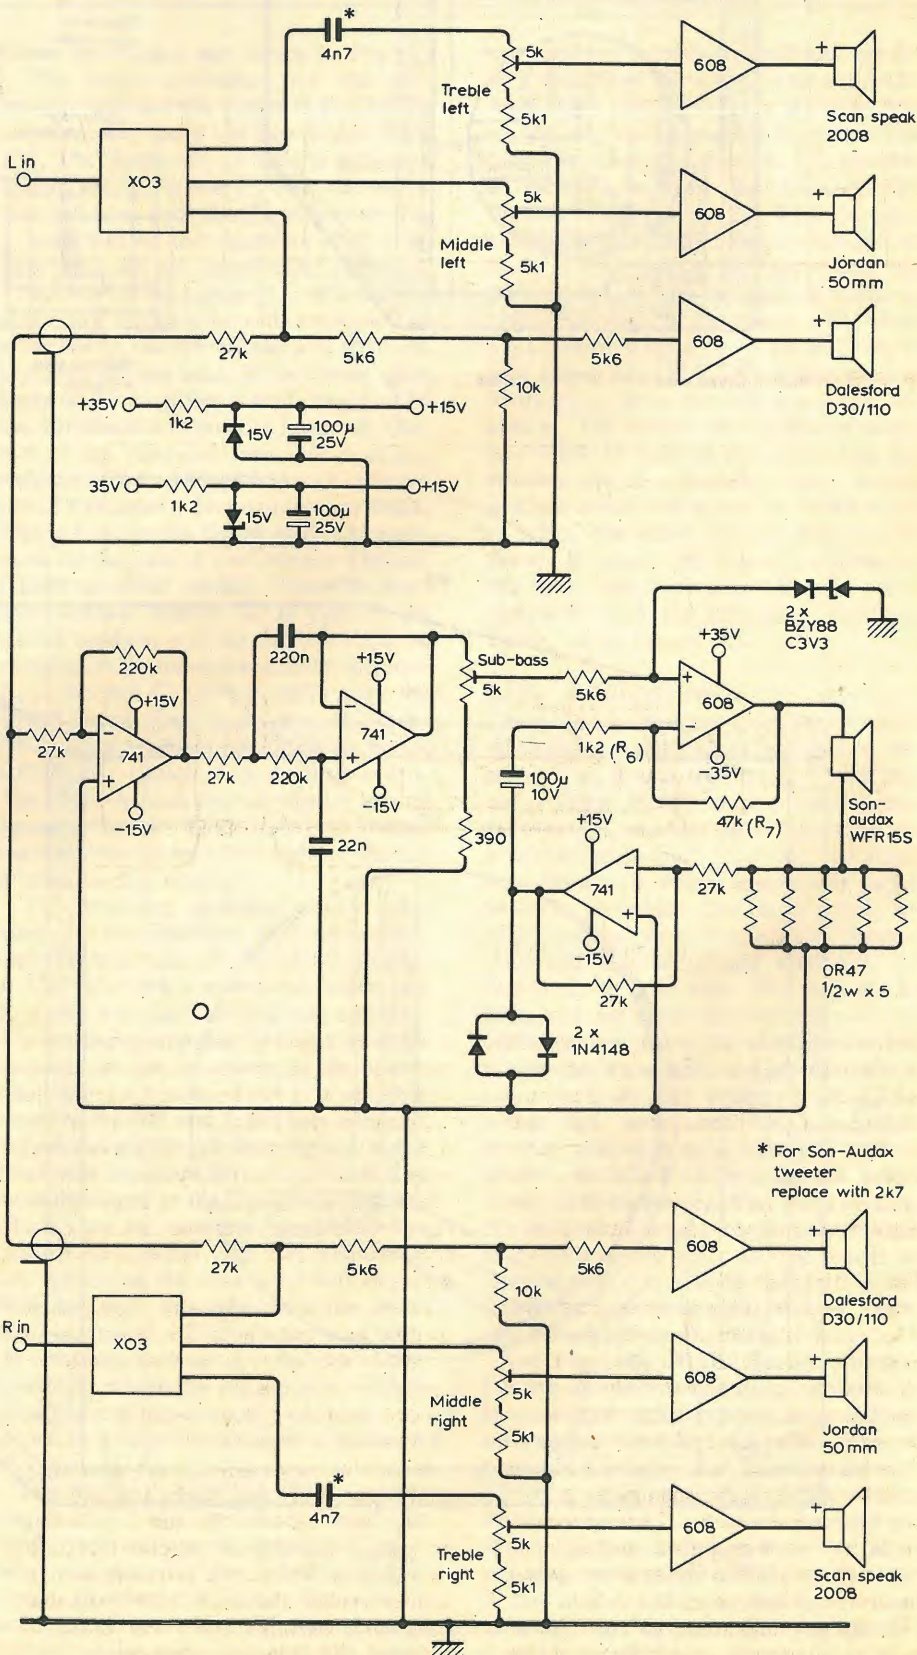 *
4n7
5k
608
+
Treble
left
5k1
Scan speak
2008
L in
XO3
5k
608
+
Middle
left
5k1
Jordan
50mm
27k
5k6
5k6
608
+
10k
Dalesford
D30/110
+35V
1k2
15V
100µ
25V
+15V
35V
1k2
15V
100µ
25V
+15V
2 x
BZY88
C3V3
220k
220n
+15V
+15V
Sub-bass
5k
5k6
+35V
+
608
−
27k
−
741
+
27k
220k
−
741
+
1k2 (R6)
−35V
−15V
−15V
100µ
10V
47k (R7)
Son-
audax
WFR15S
22n
390
+15V
741
−
+
27k
−15V
27k
OR47
1/2w x 5
2 x
1N4148
* For Son-Audax
tweeter
replace with 2k7
27k
5k6
5k6
608
+
10k
Dalesford
D30/110
R in
XO3
5k
608
+
Middle
right
5k1
Jordan
50mm
*
4n7
5k
608
+
Treble
right
5k1
Scan speak
2008